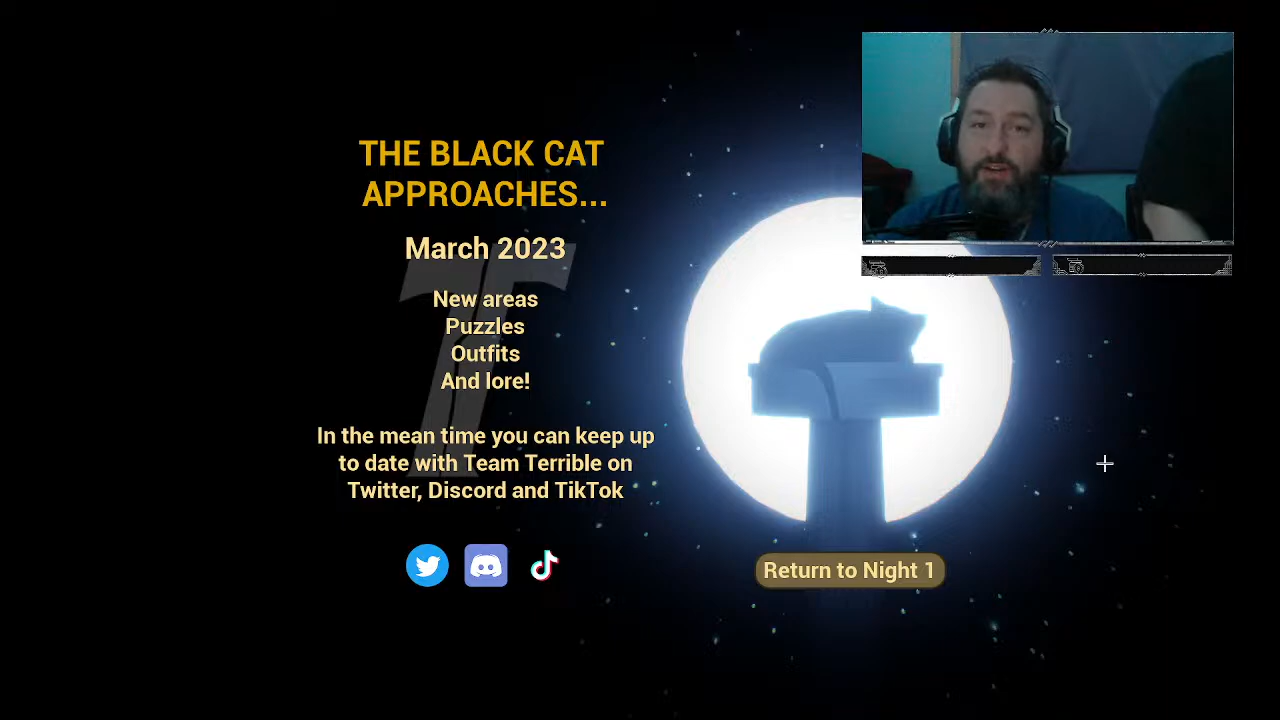 THE BLACK CAT
APPROACHES...
March 2023
New areas
Puzzles
Outfits
And lore!
In the mean time you can keep up
to date with Team Terrible on
Twitter, Discord and TikTok
Return to Night 1